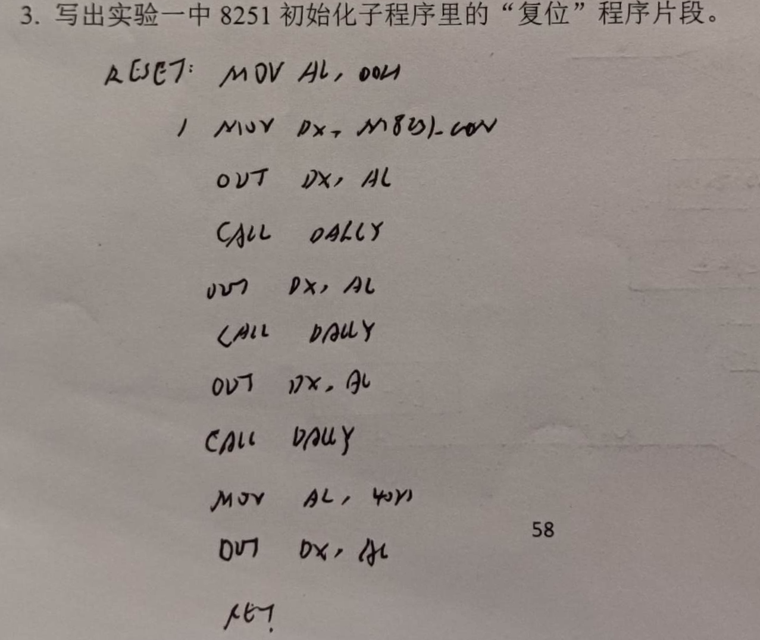 3. 写出实验一中 8251 初始化子程序里的“复位”程序片段。
RESET: MOV AL, 00H
MOV DX, M8251_CON
OUT DX, AL
CALL DALLY
OUT DX, AL
CALL DALLY
OUT DX, AL
CALL DALLY
MOV AL, 40H
OUT DX, AL
58
RET